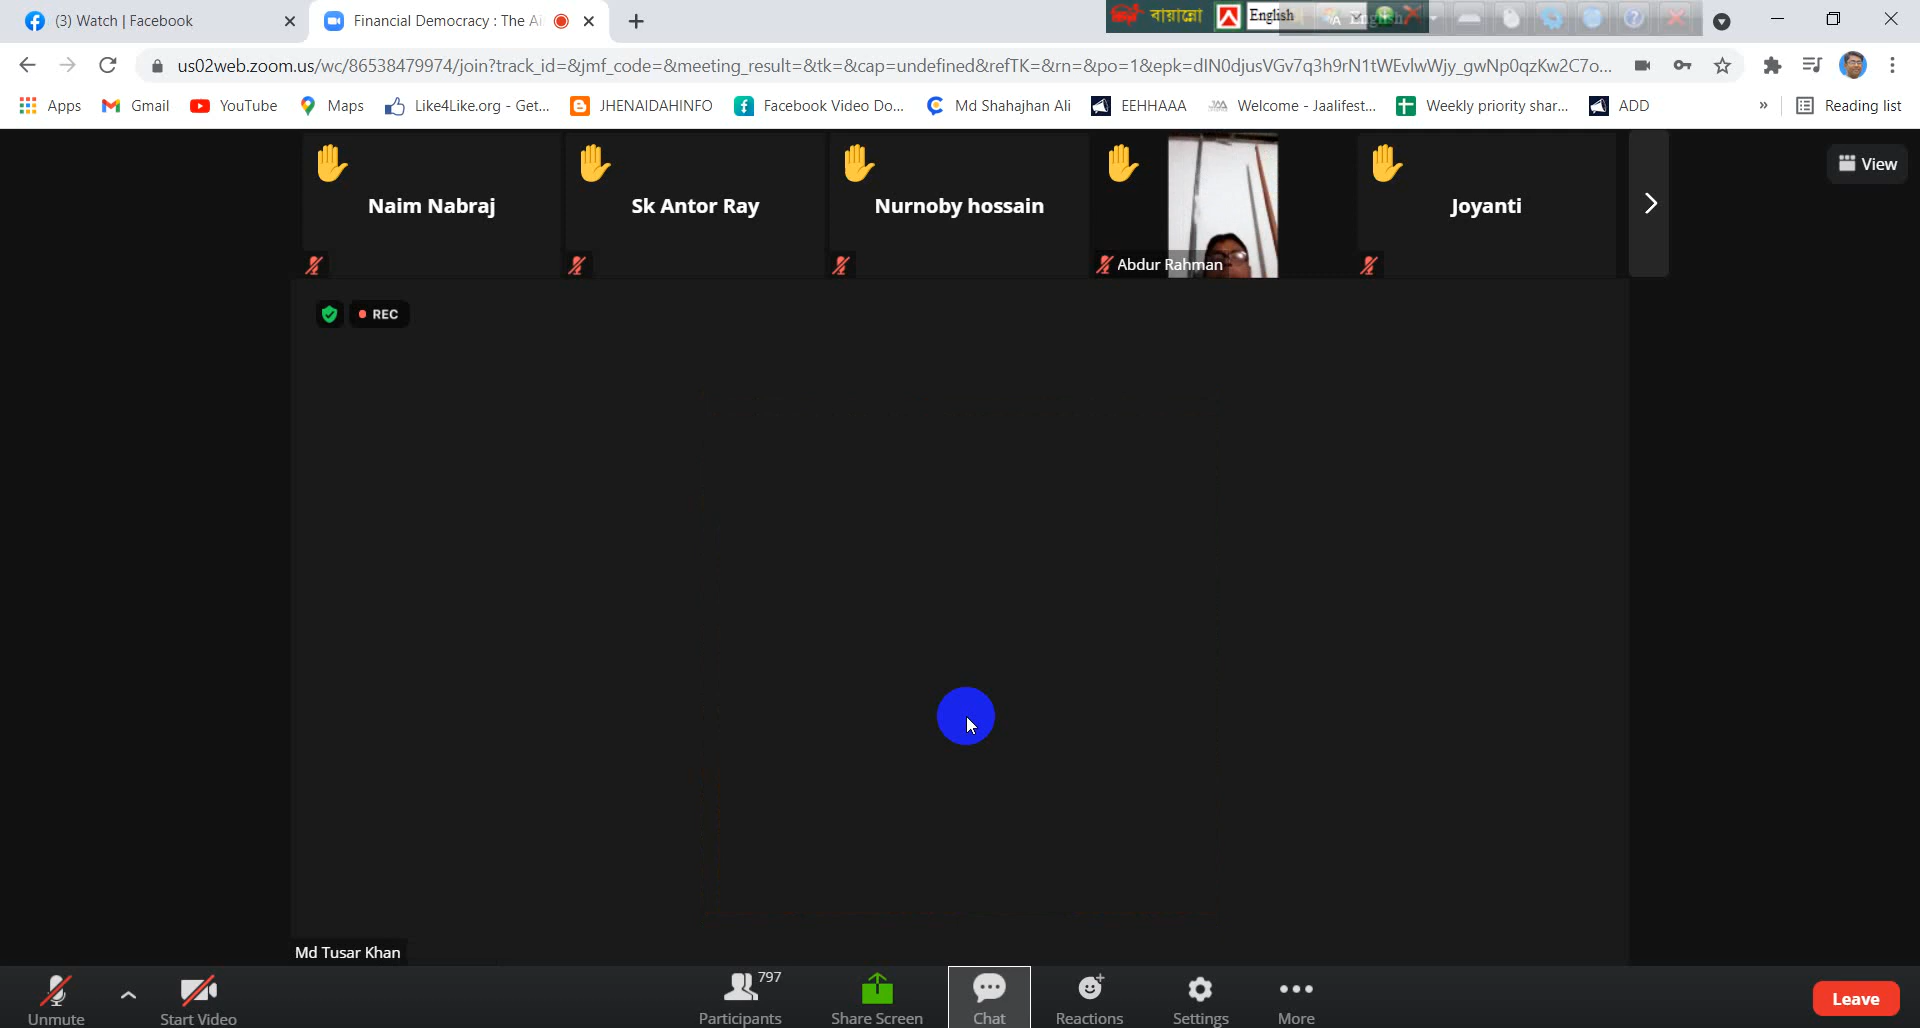 (3) Watch | Facebook
Financial Democracy : The Ai
বায়ান্নো
English
us02web.zoom.us/wc/86538479974/join?track_id=&jmf_code=&meeting_result=&tk=&cap=undefined&refTK=&rn=&po=1&epk=dIN0djusVGv7q3h9rN1tWEvlwWjy_gwNp0qzKw2C7o...
Apps
Gmail
YouTube
Maps
Like4Like.org - Get...
JHENAIDAHINFO
Facebook Video Do...
Md Shahajhan Ali
EEHHAAA
Welcome - Jaalifest...
Weekly priority shar...
ADD
»
Reading list
Naim Nabraj
Sk Antor Ray
Nurnoby hossain
Abdur Rahman
Joyanti
View
REC
Md Tusar Khan
Unmute
Start Video
797
Participants
Share Screen
Chat
Reactions
Settings
More
Leave